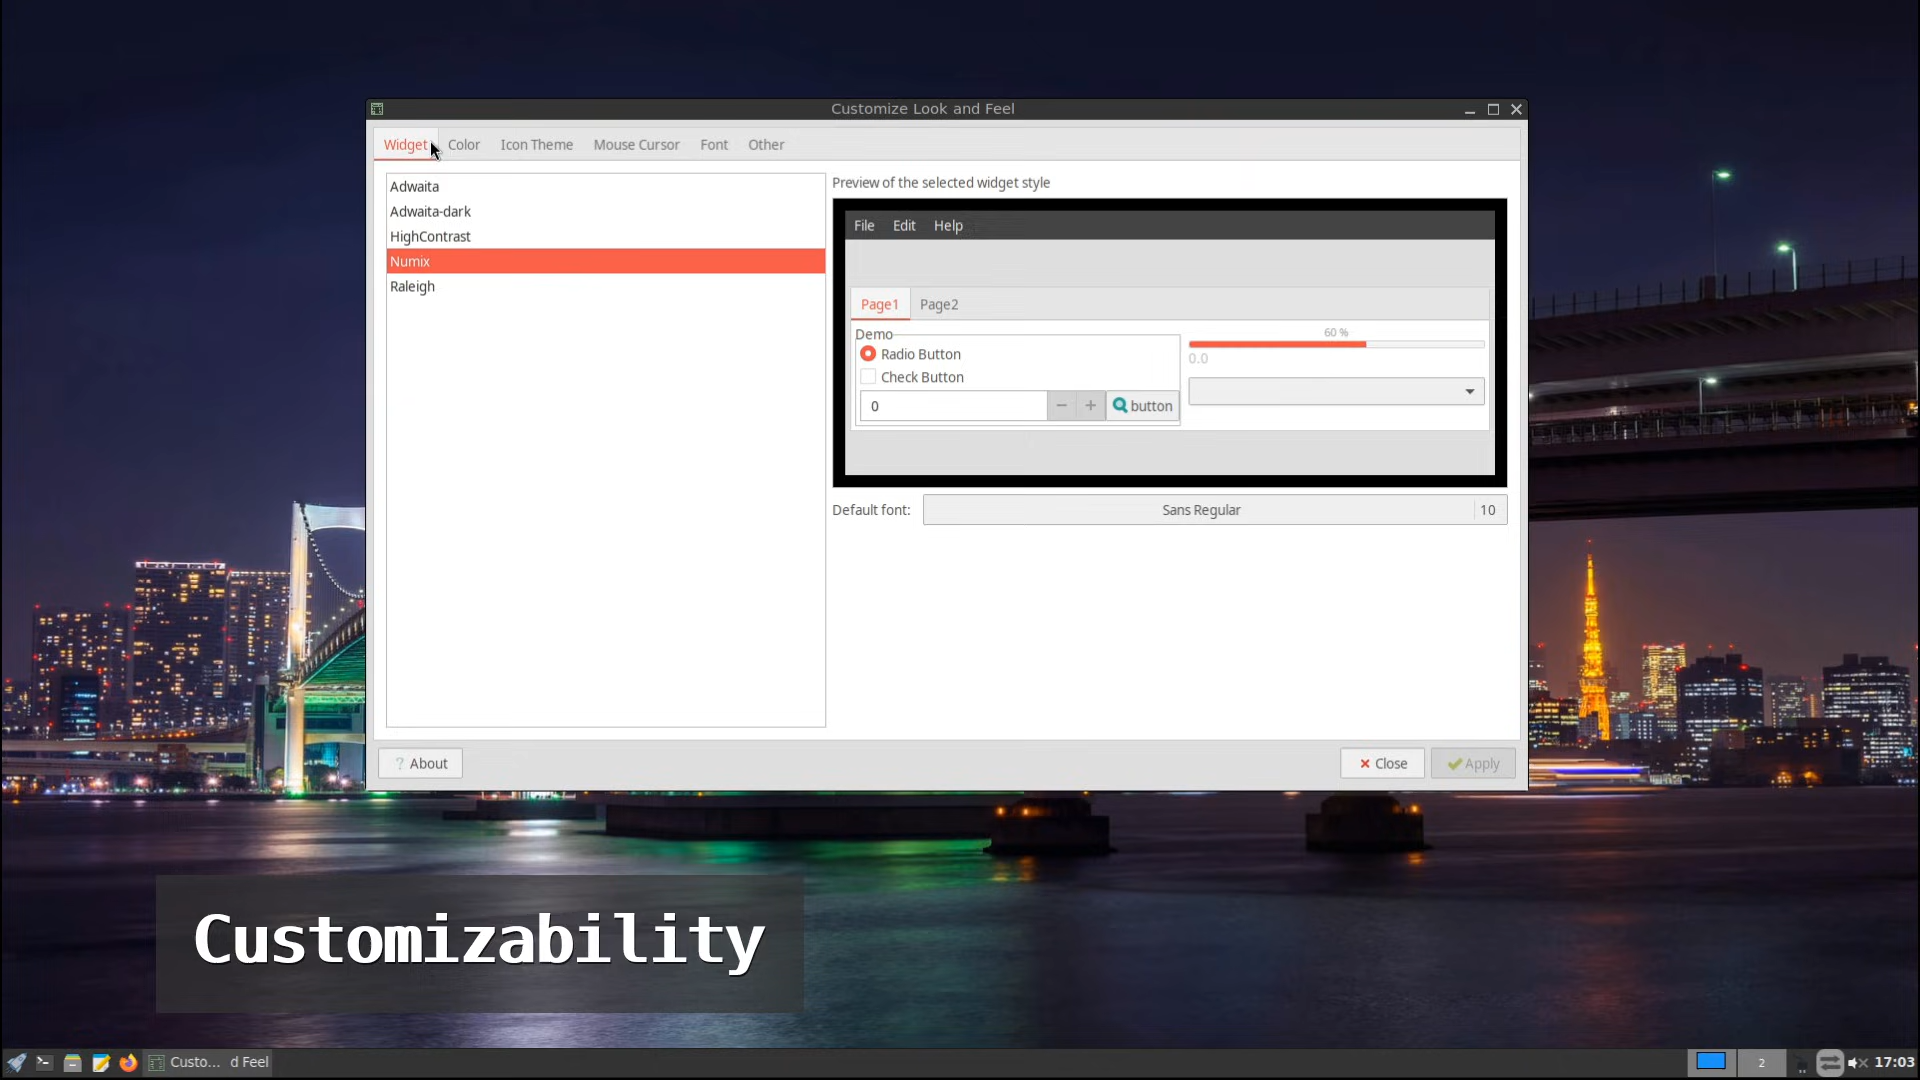 Customize Look and Feel
Widget Color Icon Theme Mouse Cursor Font Other
Adwaita
Adwaita-dark
HighContrast
Numix
Raleigh
Preview of the selected widget style
File Edit Help
Page1 Page2
Demo
Radio Button
Check Button
0 − + button
60 %
0.0
Default font: Sans Regular 10
About
Close Apply
Customizability
Custo... d Feel
2
17:03